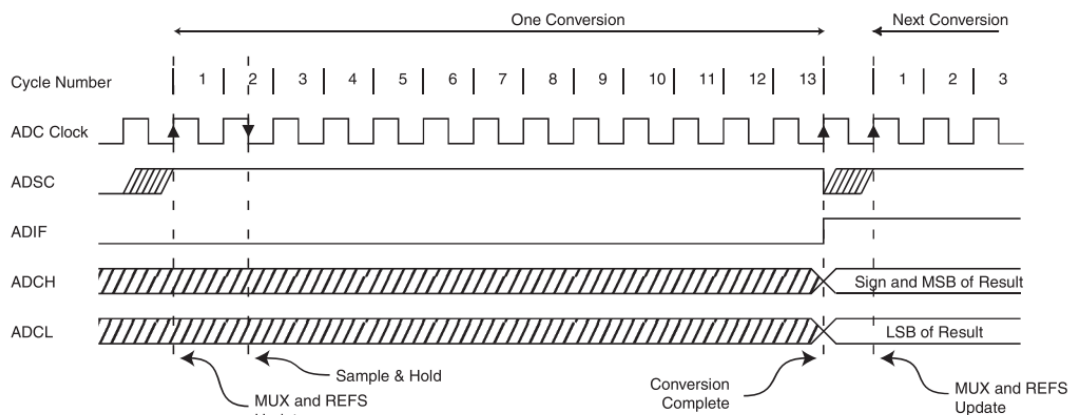 One Conversion
Next Conversion
Cycle Number 1 2 3 4 5 6 7 8 9 10 11 12 13 1 2 3
ADC Clock
ADSC
ADIF
ADCH
Sign and MSB of Result
ADCL
LSB of Result
Sample & Hold
MUX and REFS
Conversion
Complete
MUX and REFS
Update